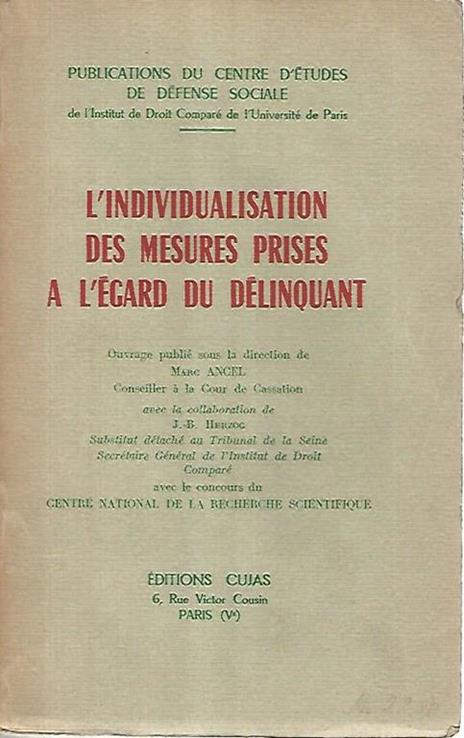 PUBLICATIONS DU CENTRE D'ÉTUDES
DE DÉFENSE SOCIALE
de l'Institut de Droit Comparé de l'Université de Paris
L'INDIVIDUALISATION
DES MESURES PRISES
A L'ÉGARD DU DÉLINQUANT
Ouvrage publié sous la direction de
MARC ANCEL
Conseiller à la Cour de Cassation
avec la collaboration de
J.-B. HERZOG
Substitut détaché au Tribunal de la Seine
Secrétaire Général de l'Institut de Droit
Comparé
avec le concours du
CENTRE NATIONAL DE LA RECHERCHE SCIENTIFIQUE
ÉDITIONS CUJAS
6, Rue Victor Cousin
PARIS (Vᵉ)